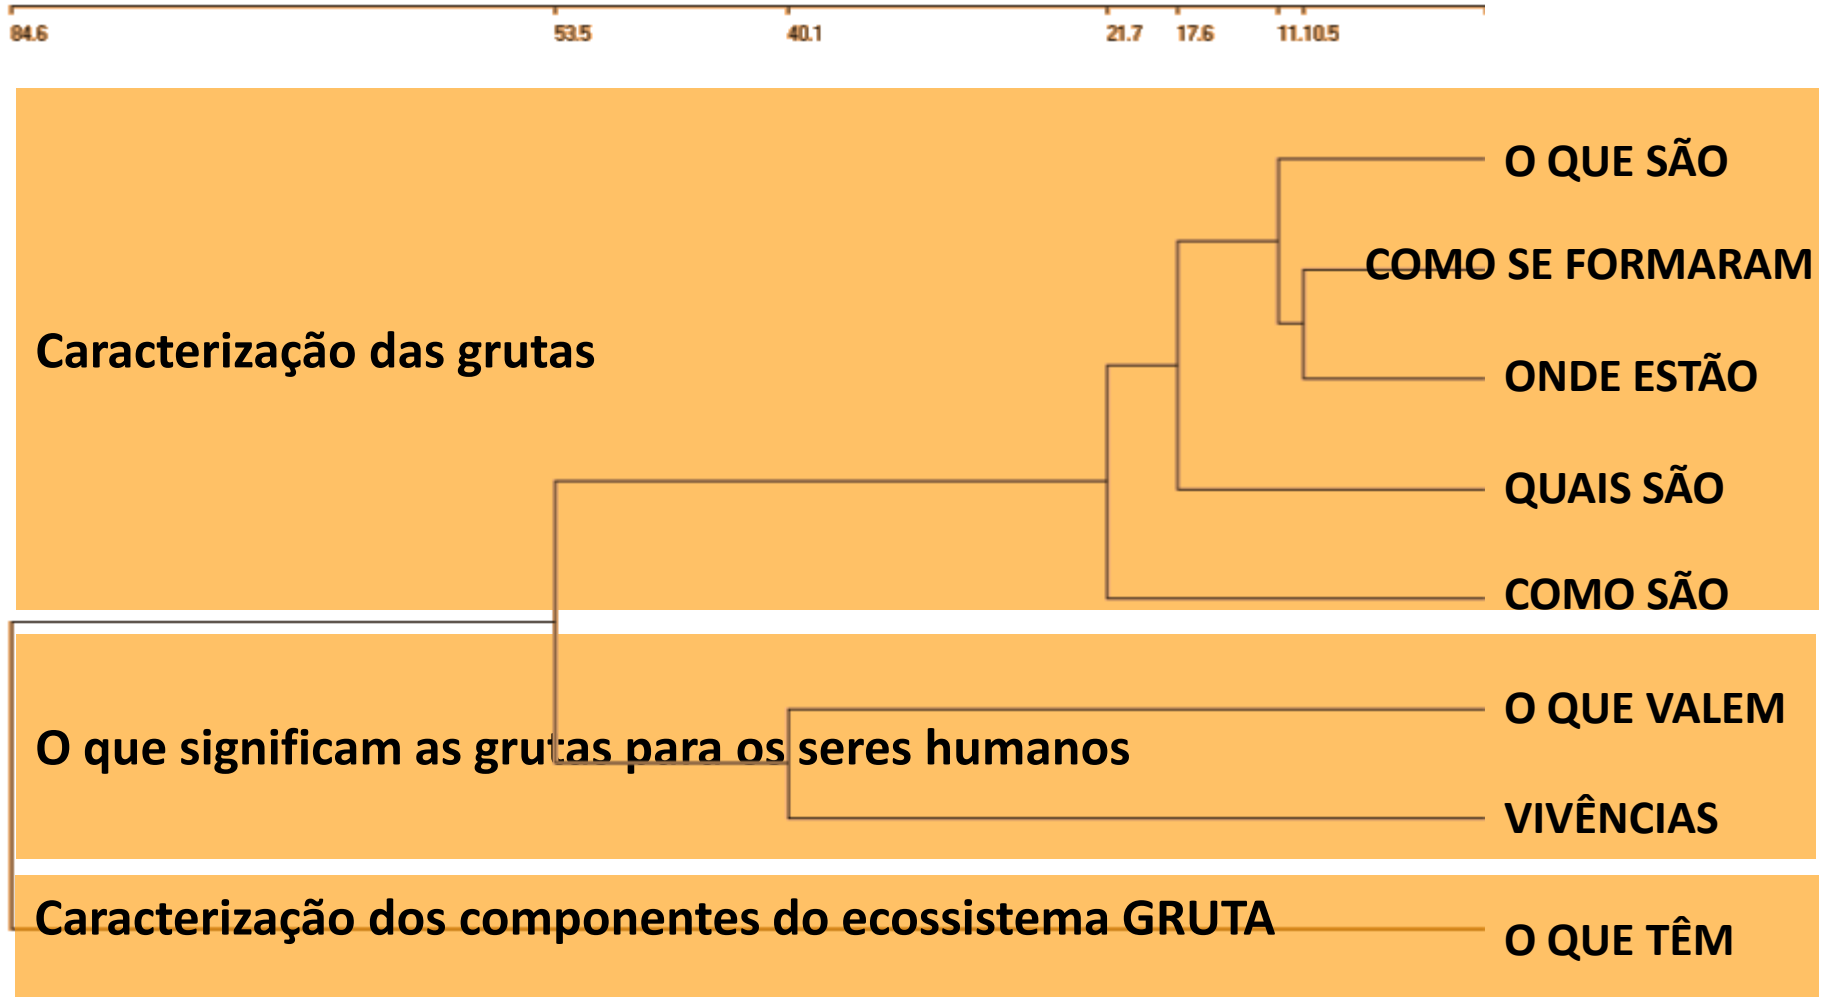 84.6 53.5 40.1 21.7 17.6 11.10.5
O QUE SÃO
COMO SE FORMARAM
Caracterização das grutas
ONDE ESTÃO
QUAIS SÃO
COMO SÃO
O QUE VALEM
O que significam as grutas para os seres humanos
VIVÊNCIAS
Caracterização dos componentes do ecossistema GRUTA
O QUE TÊM